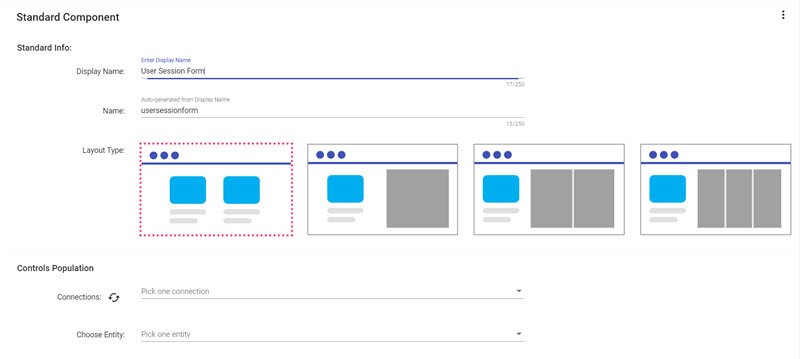 Standard Component
Standard Info:
Enter Display Name
Display Name: User Session Form
17/250
Auto-generated from Display Name
Name: usersessionform
15/250
Layout Type:
Controls Population
Connections: Pick one connection
Choose Entity: Pick one entity